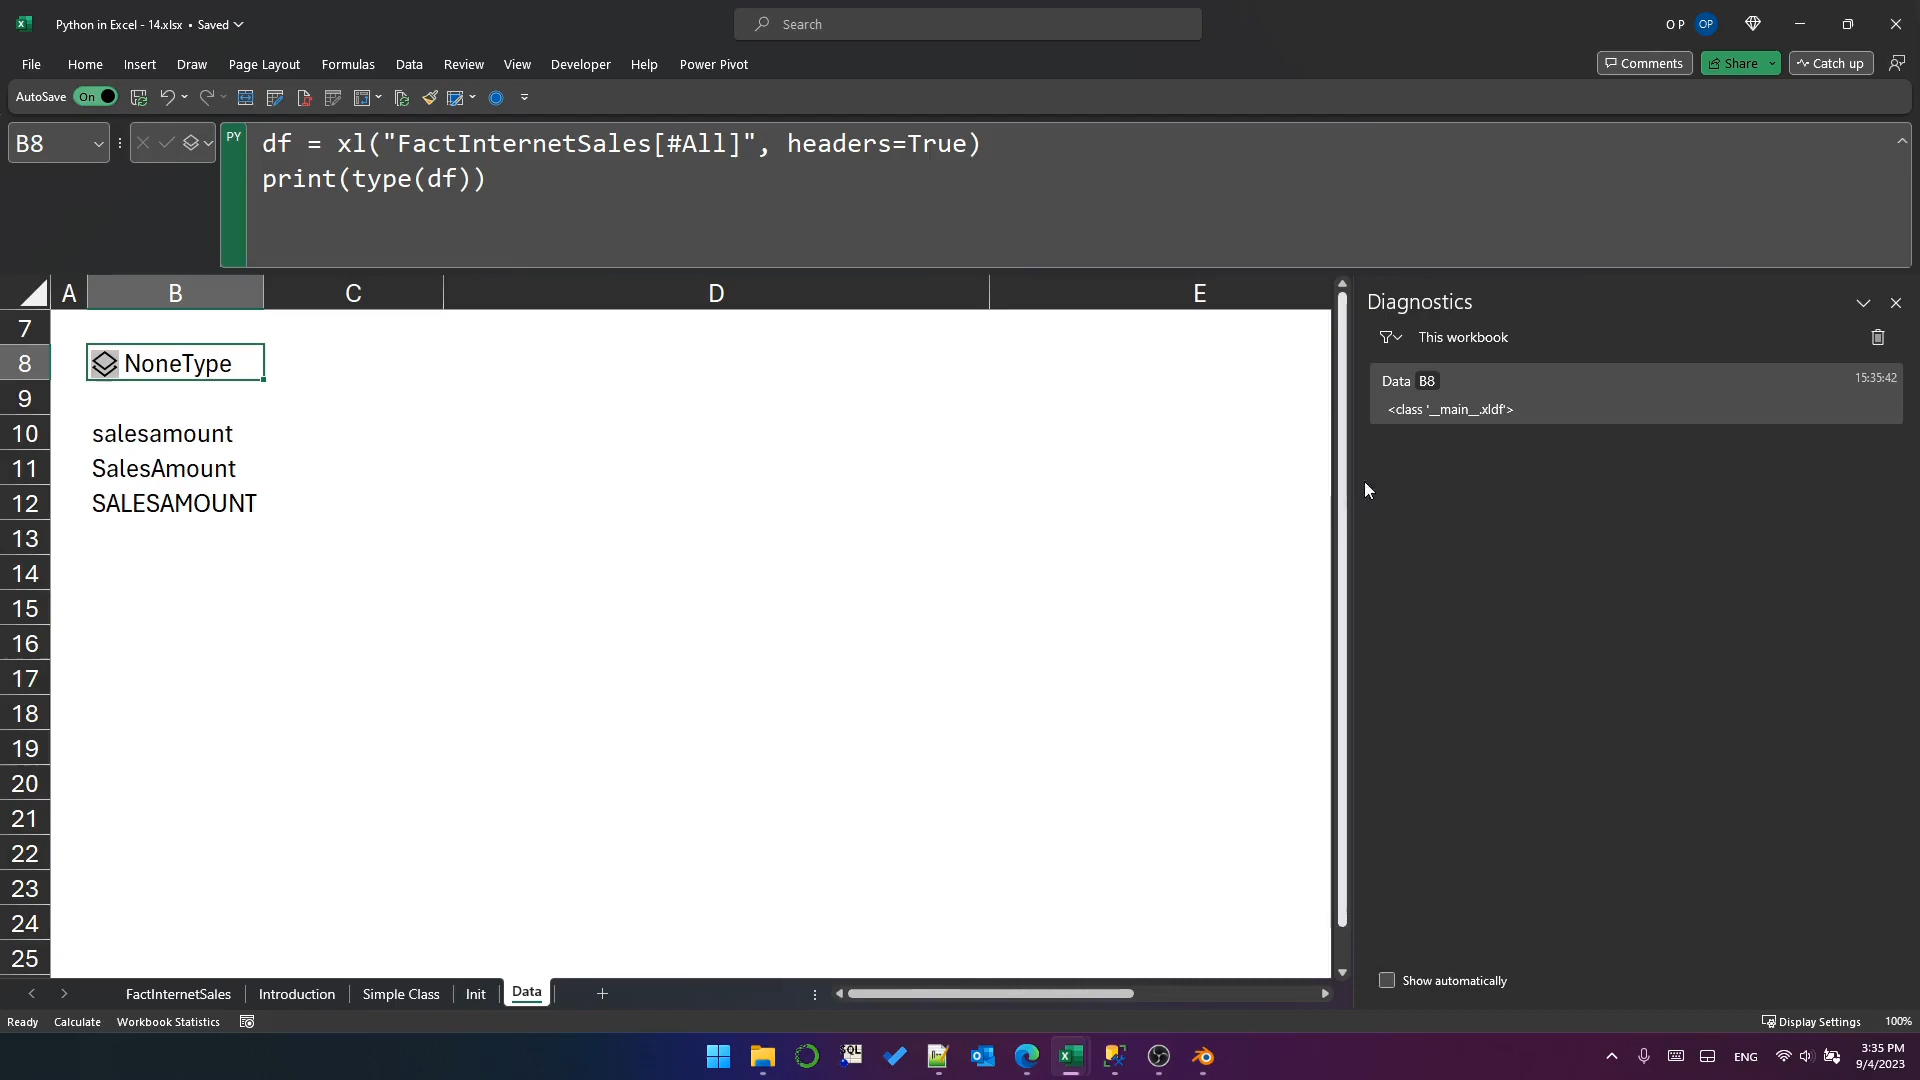 Python in Excel - 14.xlsx • Saved
Search
O P
OP
File
Home
Insert
Draw
Page Layout
Formulas
Data
Review
View
Developer
Help
Power Pivot
Comments
Share
Catch up
AutoSave
On
B8
PY
df = xl("FactInternetSales[#All]", headers=True)
print(type(df))
A
B
C
D
E
7
8
NoneType
9
10
salesamount
11
SalesAmount
12
SALESAMOUNT
13
14
15
16
17
18
19
20
21
22
23
24
25
Diagnostics
This workbook
Data B8
15:35:42
<class '__main__.xldf'>
Show automatically
FactInternetSales
Introduction
Simple Class
Init
Data
Ready
Calculate
Workbook Statistics
Display Settings
100%
ENG
3:35 PM
9/4/2023